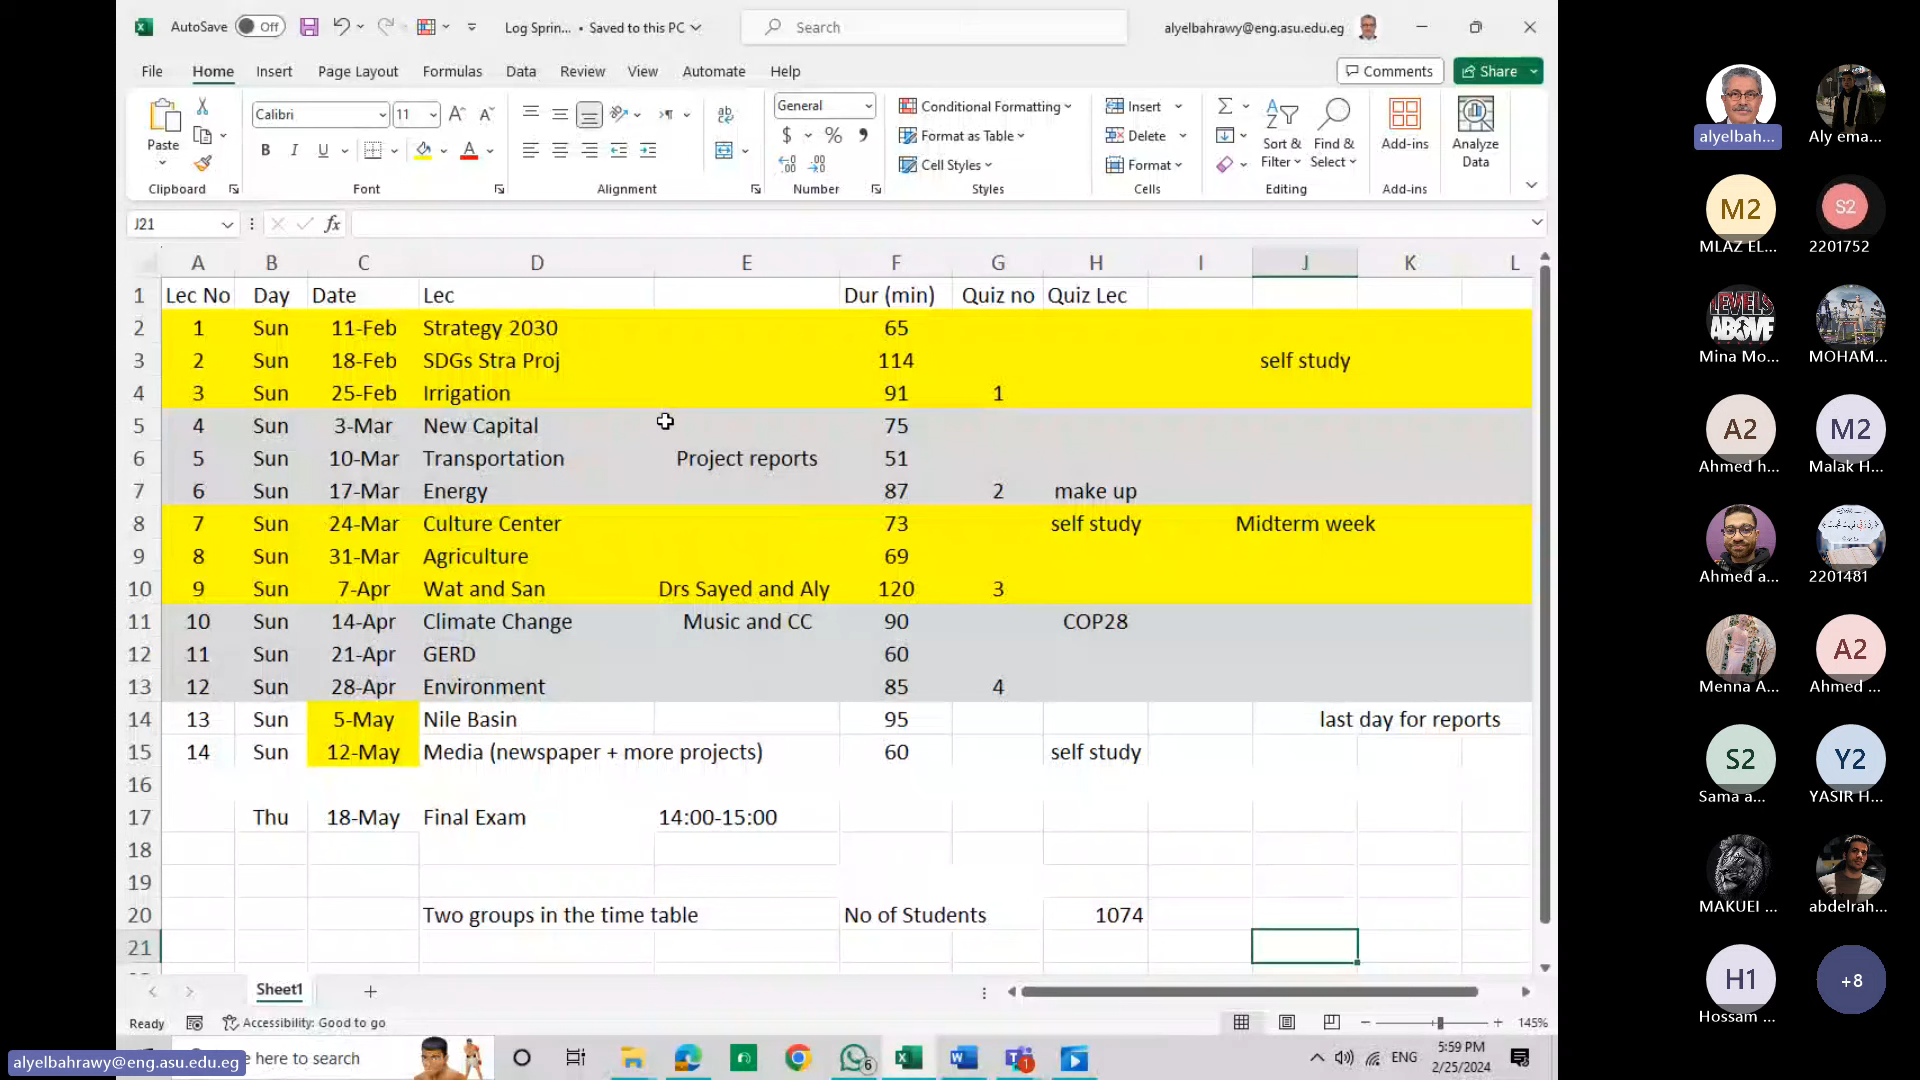 AutoSave Off Log Sprin... • Saved to this PC Search alyelbahrawy@eng.asu.edu.eg
File Home Insert Page Layout Formulas Data Review View Automate Help Comments Share
Paste Calibri 11 General Conditional Formatting Format as Table Cell Styles Insert Delete Format Sort & Filter Find & Select Add-ins Analyze Data
Clipboard Font Alignment Number Styles Cells Editing Add-ins
J21 fx
A B C D E F G H I J K L
1 Lec No Day Date Lec Dur (min) Quiz no Quiz Lec
2 1 Sun 11-Feb Strategy 2030 65
3 2 Sun 18-Feb SDGs Stra Proj 114 self study
4 3 Sun 25-Feb Irrigation 91 1
5 4 Sun 3-Mar New Capital 75
6 5 Sun 10-Mar Transportation Project reports 51
7 6 Sun 17-Mar Energy 87 2 make up
8 7 Sun 24-Mar Culture Center 73 self study Midterm week
9 8 Sun 31-Mar Agriculture 69
10 9 Sun 7-Apr Wat and San Drs Sayed and Aly 120 3
11 10 Sun 14-Apr Climate Change Music and CC 90 COP28
12 11 Sun 21-Apr GERD 60
13 12 Sun 28-Apr Environment 85 4
14 13 Sun 5-May Nile Basin 95 last day for reports
15 14 Sun 12-May Media (newspaper + more projects) 60 self study
16
17 Thu 18-May Final Exam 14:00-15:00
18
19
20 Two groups in the time table No of Students 1074
21
Sheet1
Ready Accessibility: Good to go 145%
alyelbahrawy@eng.asu.edu.eg here to search 6 1 ENG 5:59 PM
2/25/2024
alyelbah... Aly ema...
M2 S2
MLAZ EL... 2201752
LEVELS ABOVE
Mina Mo... MOHAM...
A2 M2
Ahmed h... Malak H...
Ahmed a... 2201481
A2
Menna A... Ahmed ...
S2 Y2
Sama a... YASIR H...
MAKUEI ... abdelrah...
H1 +8
Hossam ...